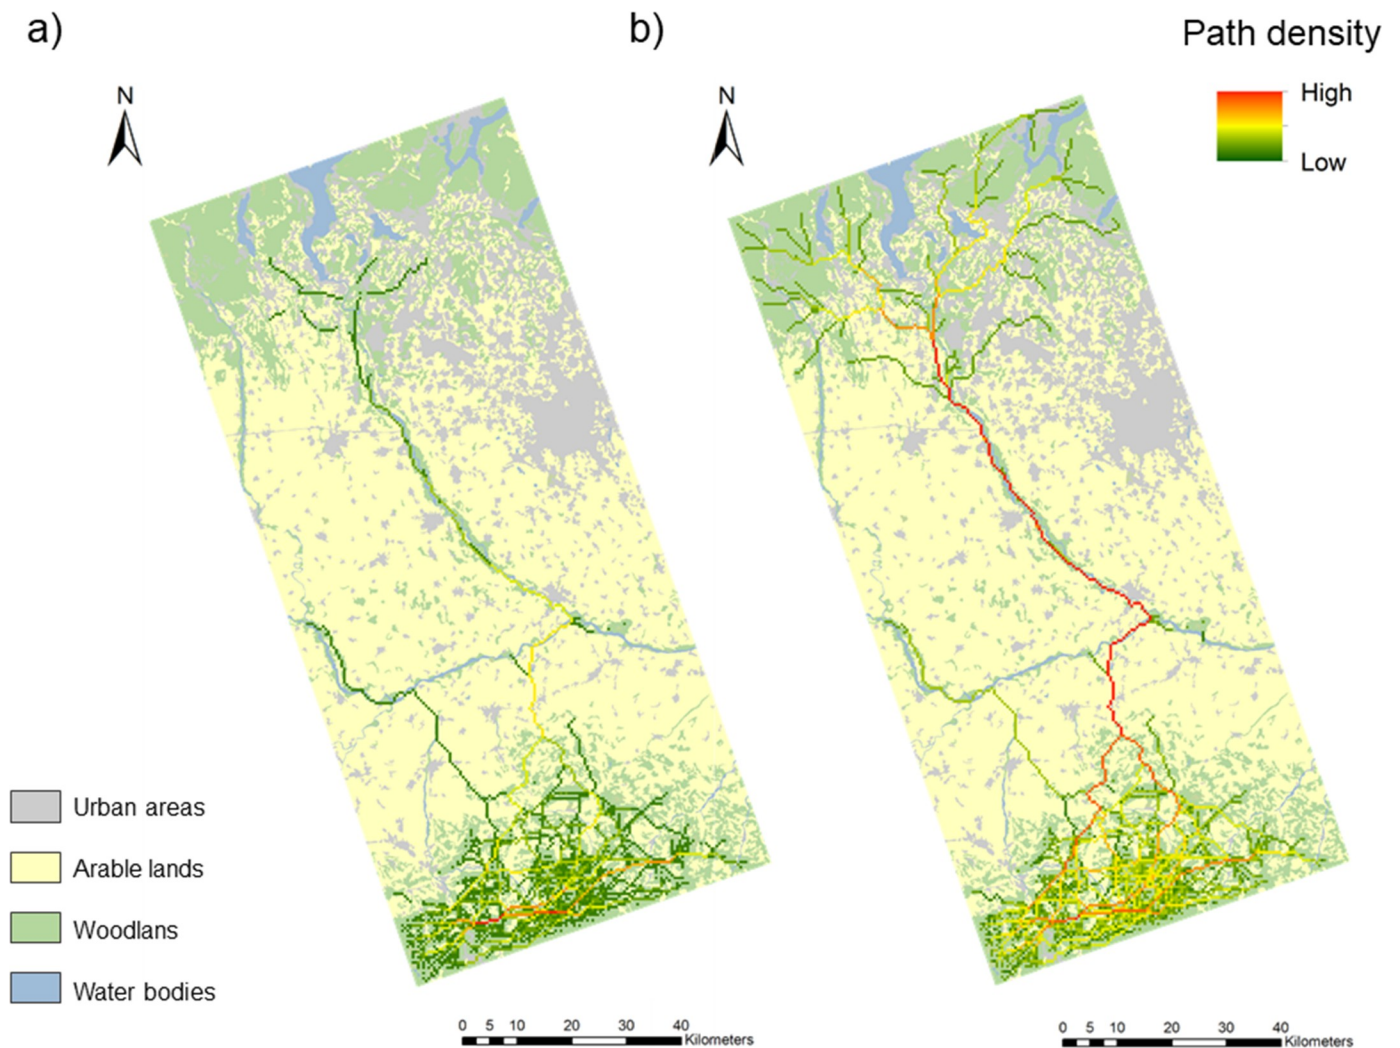 a)
b)
Path density
High
Low
N
N
Urban areas
Arable lands
Woodlans
Water bodies
0 5 10 20 30 40
Kilometers
0 5 10 20 30 40
Kilometers